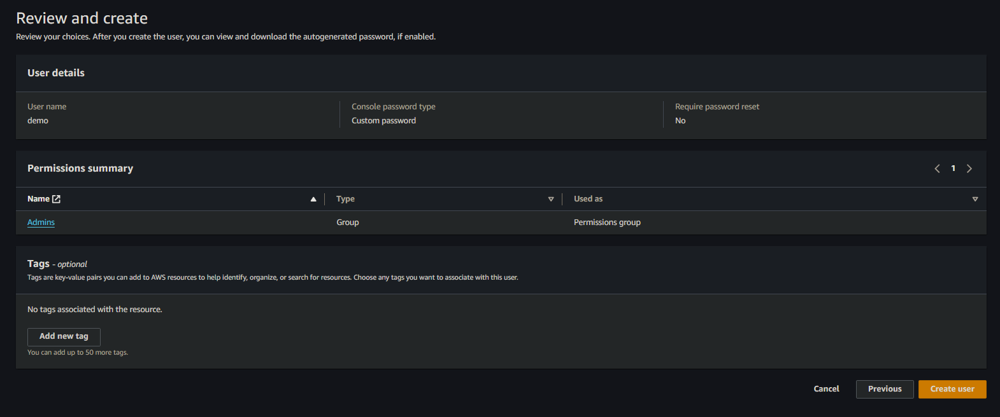 Review and create
Review your choices. After you create the user, you can view and download the autogenerated password, if enabled.
User details
User name
demo
Console password type
Custom password
Require password reset
No
Permissions summary
1
Name Type Used as
Admins Group Permissions group
Tags - optional
Tags are key-value pairs you can add to AWS resources to help identify, organize, or search for resources. Choose any tags you want to associate with this user.
No tags associated with the resource.
Add new tag
You can add up to 50 more tags.
Cancel Previous Create user